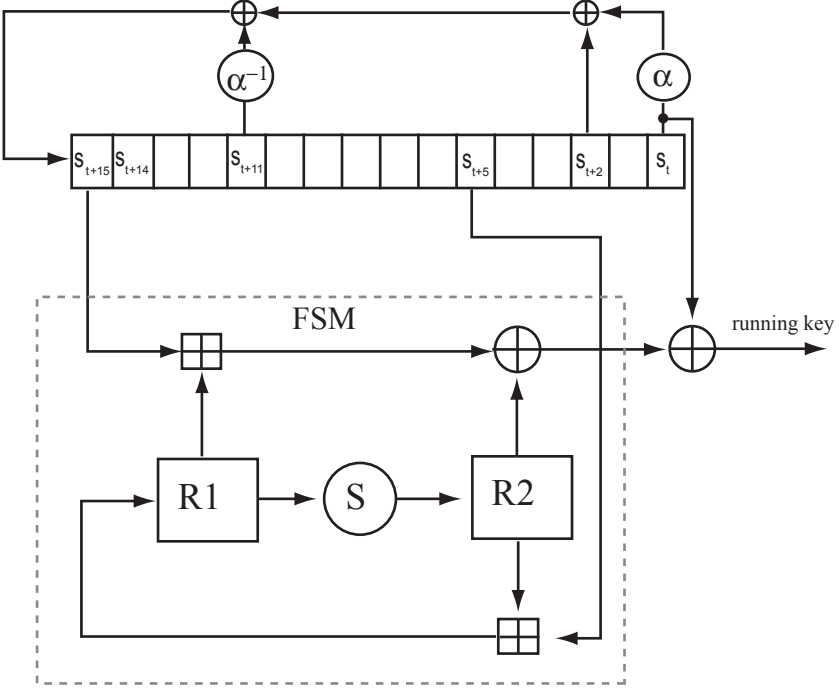 α⁻¹
α
s_{t+15} s_{t+14} s_{t+11} s_{t+5} s_{t+2} s_t
FSM
running key
R1
S
R2